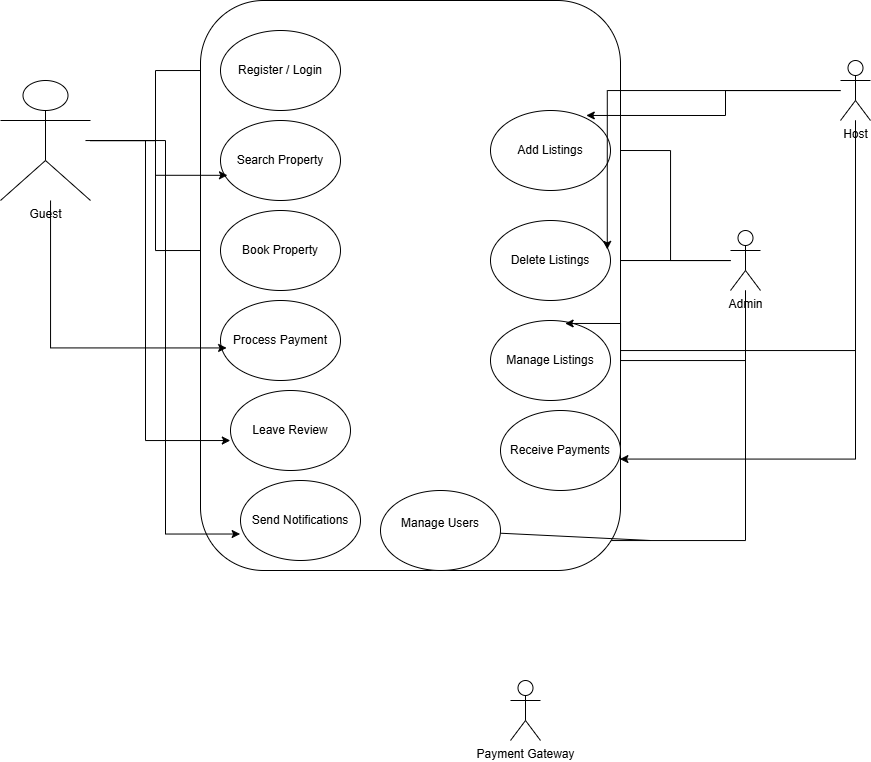 Register / Login
Search Property
Book Property
Process Payment
Leave Review
Send Notifications
Manage Users
Add Listings
Delete Listings
Manage Listings
Receive Payments
Guest
Host
Admin
Payment Gateway